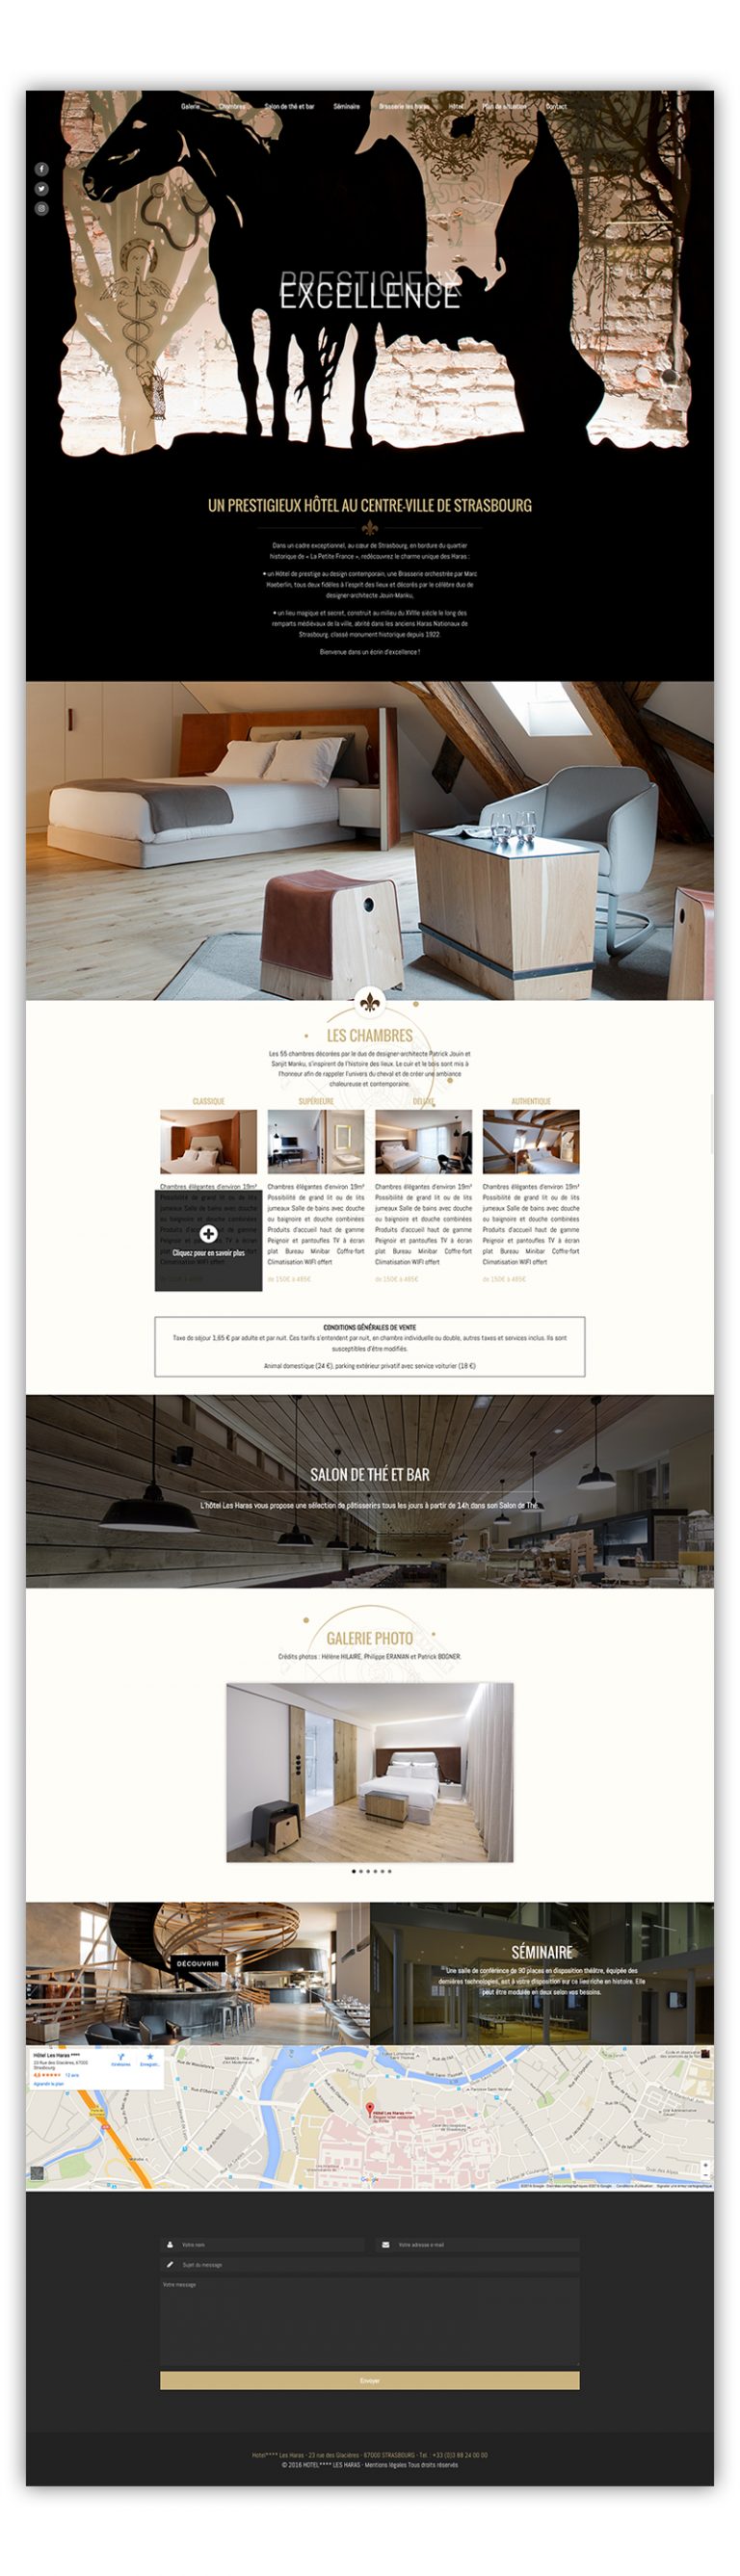 Galerie Chambres Salon de thé et bar Séminaire Brasserie les Haras Hôtel Plan de situation Contact
PRESTIGIEUX
EXCELLENCE
UN PRESTIGIEUX HÔTEL AU CENTRE-VILLE DE STRASBOURG
Dans un cadre exceptionnel, au cœur de Strasbourg, en bordure du quartier
historique de « La Petite France », redécouvrez le charme unique des Haras :
• un Hôtel de prestige au design contemporain, une Brasserie orchestrée par Marc
Haeberlin, tous deux fidèles à l'esprit des lieux et décorés par le célèbre duo de
designer-architecte Jouin-Manku,
• un lieu magique et secret, construit au milieu du XVIIIe siècle le long des
remparts médiévaux de la ville, abrité dans les anciens Haras Nationaux de
Strasbourg, classé monument historique depuis 1922.
Bienvenue dans un écrin d'excellence !
LES CHAMBRES
Les 55 chambres décorées par le duo de designer-architecte Patrick Jouin et
Sanjit Manku, s'inspirent de l'histoire des lieux. Le cuir et le bois sont mis à
l'honneur afin de rappeler l'univers du cheval et de créer une ambiance
chaleureuse et contemporaine.
CLASSIQUE SUPÉRIEURE DELUXE AUTHENTIQUE
Chambres élégantes d'environ 19m² Chambres élégantes d'environ 19m² Chambres élégantes d'environ 19m² Chambres élégantes d'environ 19m²
Possibilité de grand lit ou de lits Possibilité de grand lit ou de lits Possibilité de grand lit ou de lits Possibilité de grand lit ou de lits
jumeaux Salle de bains avec douche jumeaux Salle de bains avec douche jumeaux Salle de bains avec douche jumeaux Salle de bains avec douche
ou baignoire et douche combinées ou baignoire et douche combinées ou baignoire et douche combinées ou baignoire et douche combinées
Produits d'accueil haut de gamme Produits d'accueil haut de gamme Produits d'accueil haut de gamme
Peignoir et pantoufles TV à écran Peignoir et pantoufles TV à écran Peignoir et pantoufles TV à écran
Cliquez pour en savoir plus plat Bureau Minibar Coffre-fort plat Bureau Minibar Coffre-fort plat Bureau Minibar Coffre-fort
Climatisation WIFI offert Climatisation WIFI offert Climatisation WIFI offert
de 150€ à 485€ de 150€ à 485€ de 150€ à 485€
CONDITIONS GÉNÉRALES DE VENTE
Taxe de séjour 1,65 € par adulte et par nuit. Ces tarifs s'entendent par nuit, en chambre individuelle ou double, autres taxes et services inclus. Ils sont
susceptibles d'être modifiés.
Animal domestique (24 €), parking extérieur privatif avec service voiturier (18 €)
SALON DE THÉ ET BAR
L'hôtel Les Haras vous propose une sélection de pâtisseries tous les jours à partir de 14h dans son Salon de Thé.
GALERIE PHOTO
Crédits photos : Hélène HILAIRE, Philippe ERANIAN et Patrick BOGNER.
DÉCOUVRIR
SÉMINAIRE
Une salle de conférence de 90 places en disposition théâtre, équipée des
dernières technologies, est à votre disposition sur ce lieu riche en histoire. Elle
peut être modulée en deux selon vos besoins.
Hôtel Les Haras ****
23 Rue des Glacières, 67000
Strasbourg
Itinéraires Enregistr...
4,6 ★★★★★ 12 avis
Agrandir le plan
Hôtel Les Haras ****
Google
Votre nom Votre adresse e-mail
Sujet du message
Votre message
Envoyer
Hotel**** Les Haras - 23 rue des Glacières - 67000 STRASBOURG - Tel. : +33 (0)3 88 24 00 00
© 2016 HOTEL**** LES HARAS - Mentions légales Tous droits réservés